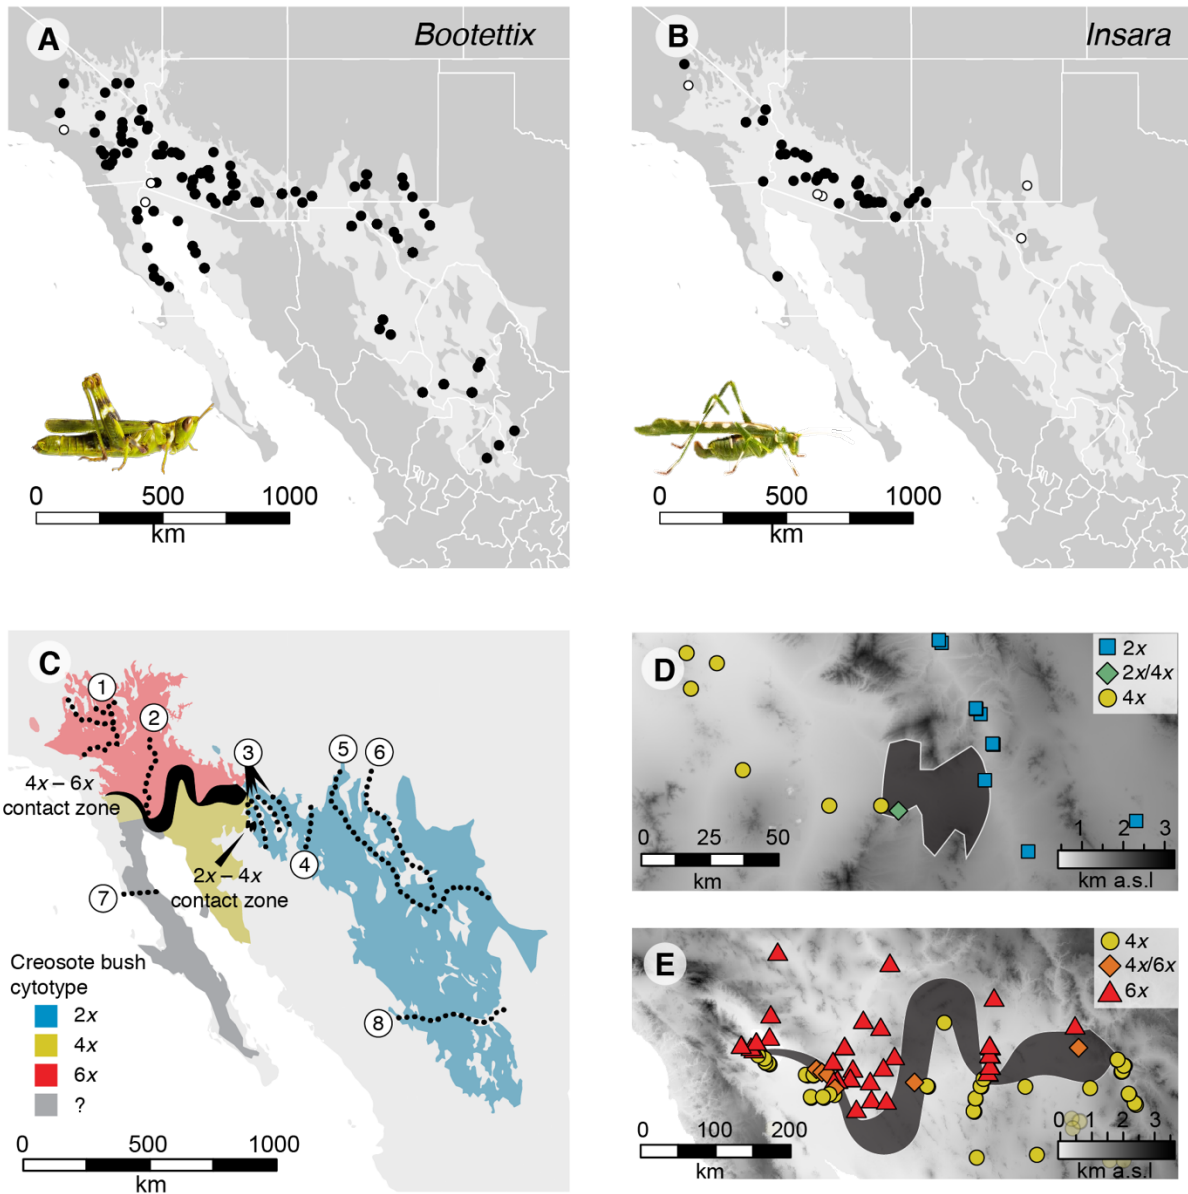 A
Bootettix
0 500 1000
km
B
Insara
0 500 1000
km
C
1
2
3
5
6
4x – 6x
contact zone
4
2x – 4x
contact zone
7
8
Creosote bush
cytotype
2x
4x
6x
?
0 500 1000
km
D
2x
2x/4x
4x
0 25 50
km
1 2 3
km a.s.l
E
4x
4x/6x
6x
0 100 200
km
0 1 2 3
km a.s.l